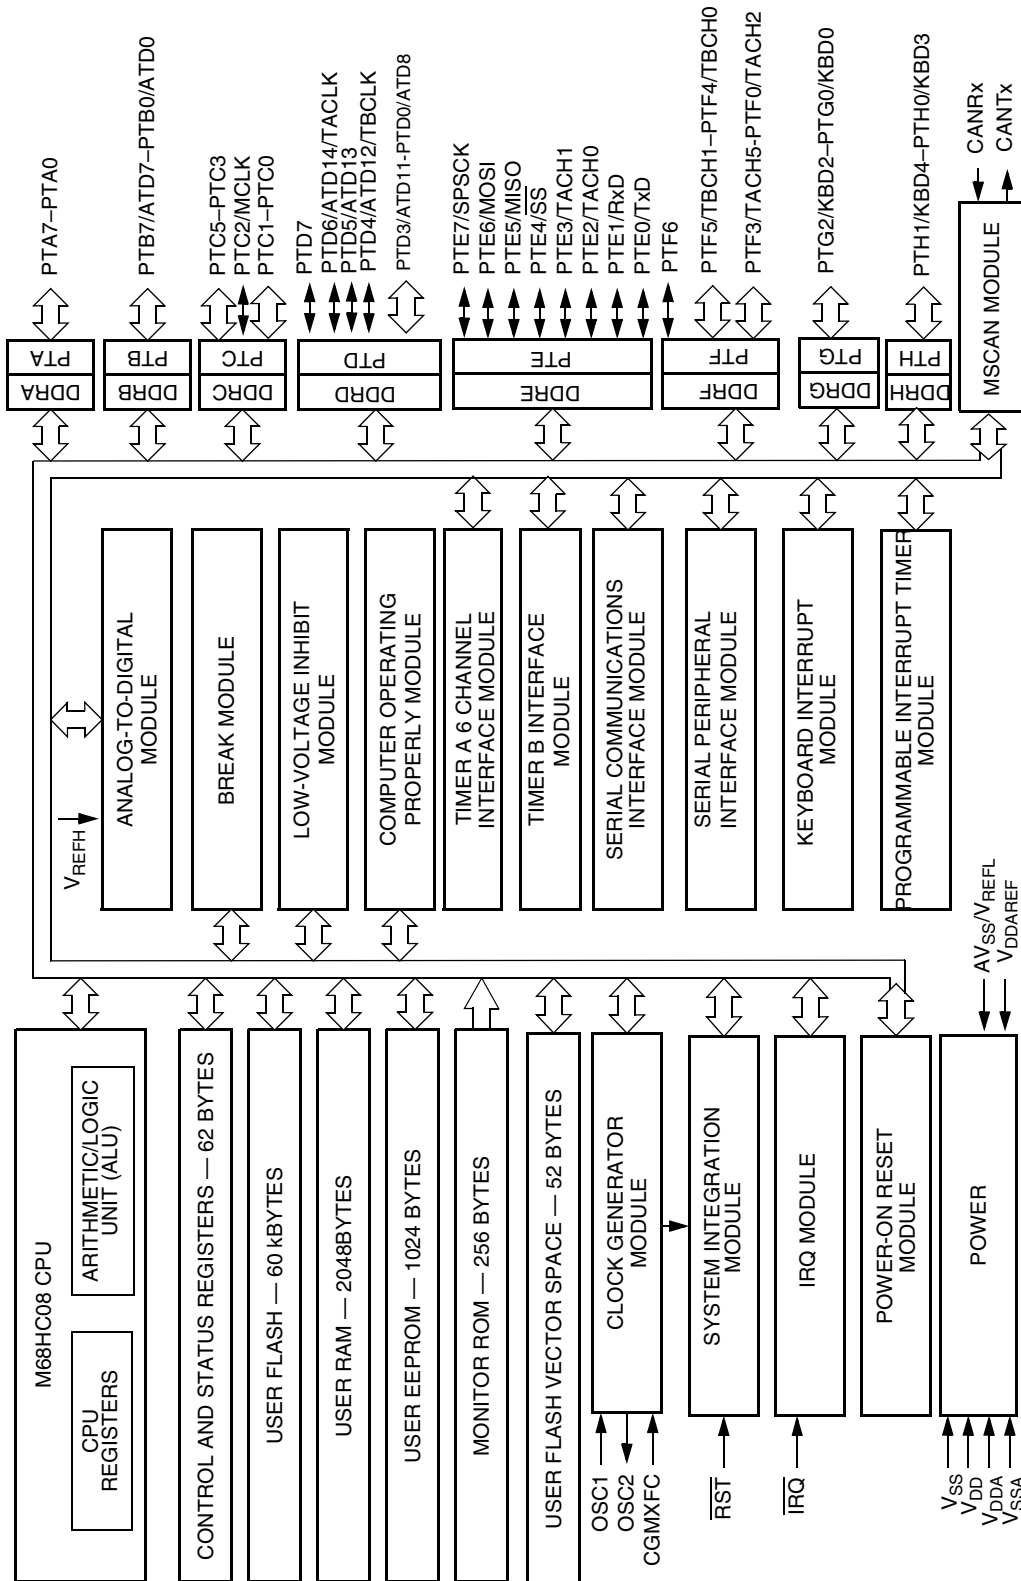 M68HC08 CPU
CPU
REGISTERS
ARITHMETIC/LOGIC
UNIT (ALU)
CONTROL AND STATUS REGISTERS — 62 BYTES
USER FLASH — 60 kBYTES
USER RAM — 2048BYTES
USER EEPROM — 1024 BYTES
MONITOR ROM — 256 BYTES
USER FLASH VECTOR SPACE — 52 BYTES
OSC1
OSC2
CGMXFC
CLOCK GENERATOR
MODULE
RST
SYSTEM INTEGRATION
MODULE
IRQ
IRQ MODULE
POWER-ON RESET
MODULE
VSS
VDD
VDDA
VSSA
POWER
AVSS/VREFL
VDDAREF
VREFH
ANALOG-TO-DIGITAL
MODULE
BREAK MODULE
LOW-VOLTAGE INHIBIT
MODULE
COMPUTER OPERATING
PROPERLY MODULE
TIMER A 6 CHANNEL
INTERFACE MODULE
TIMER B INTERFACE
MODULE
SERIAL COMMUNICATIONS
INTERFACE MODULE
SERIAL PERIPHERAL
INTERFACE MODULE
KEYBOARD INTERRUPT
MODULE
PROGRAMMABLE INTERRUPT TIMER
MODULE
DDRA
PTA
PTA7–PTA0
DDRB
PTB
PTB7/ATD7–PTB0/ATD0
DDRC
PTC
PTC5–PTC3
PTC2/MCLK
PTC1–PTC0
DDRD
PTD
PTD7
PTD6/ATD14/TACLK
PTD5/ATD13
PTD4/ATD12/TBCLK
PTD3/ATD11-PTD0/ATD8
DDRE
PTE
PTE7/SPSCK
PTE6/MOSI
PTE5/MISO
PTE4/SS
PTE3/TACH1
PTE2/TACH0
PTE1/RxD
PTE0/TxD
DDRF
PTF
PTF6
PTF5/TBCH1–PTF4/TBCH0
PTF3/TACH5-PTF0/TACH2
DDRG
PTG
PTG2/KBD2–PTG0/KBD0
DDRH
PTH
PTH1/KBD4–PTH0/KBD3
MSCAN MODULE
CANRx
CANTx